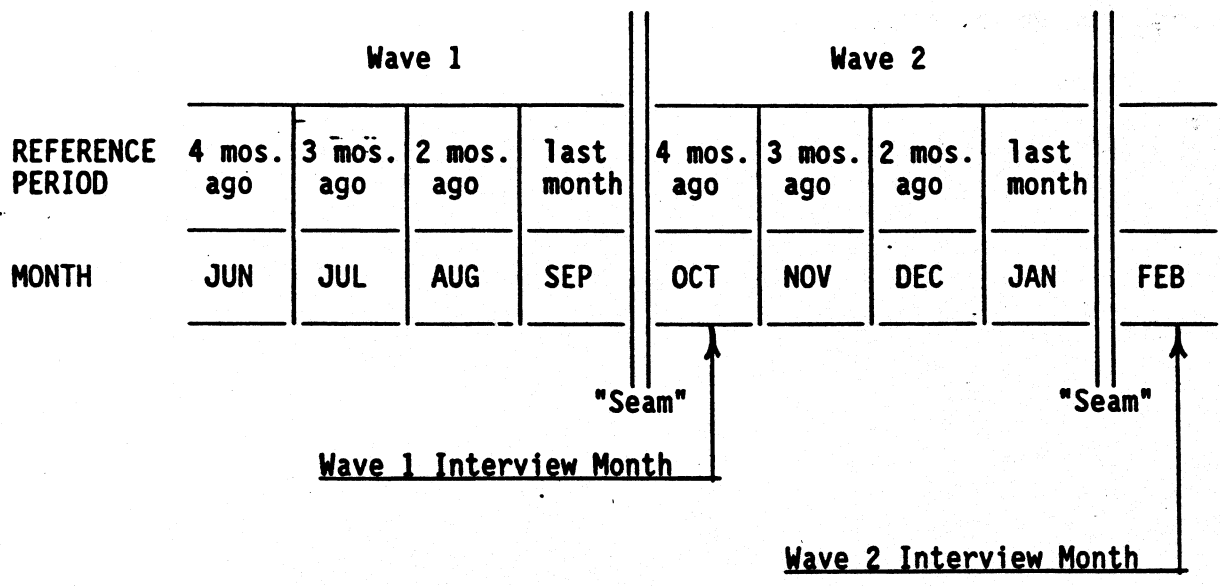 Wave 1 Wave 2
REFERENCE 4 mos. 3 mos. 2 mos. last 4 mos. 3 mos. 2 mos. last
PERIOD ago ago ago month ago ago ago month
MONTH JUN JUL AUG SEP OCT NOV DEC JAN FEB
"Seam" "Seam"
Wave 1 Interview Month
Wave 2 Interview Month